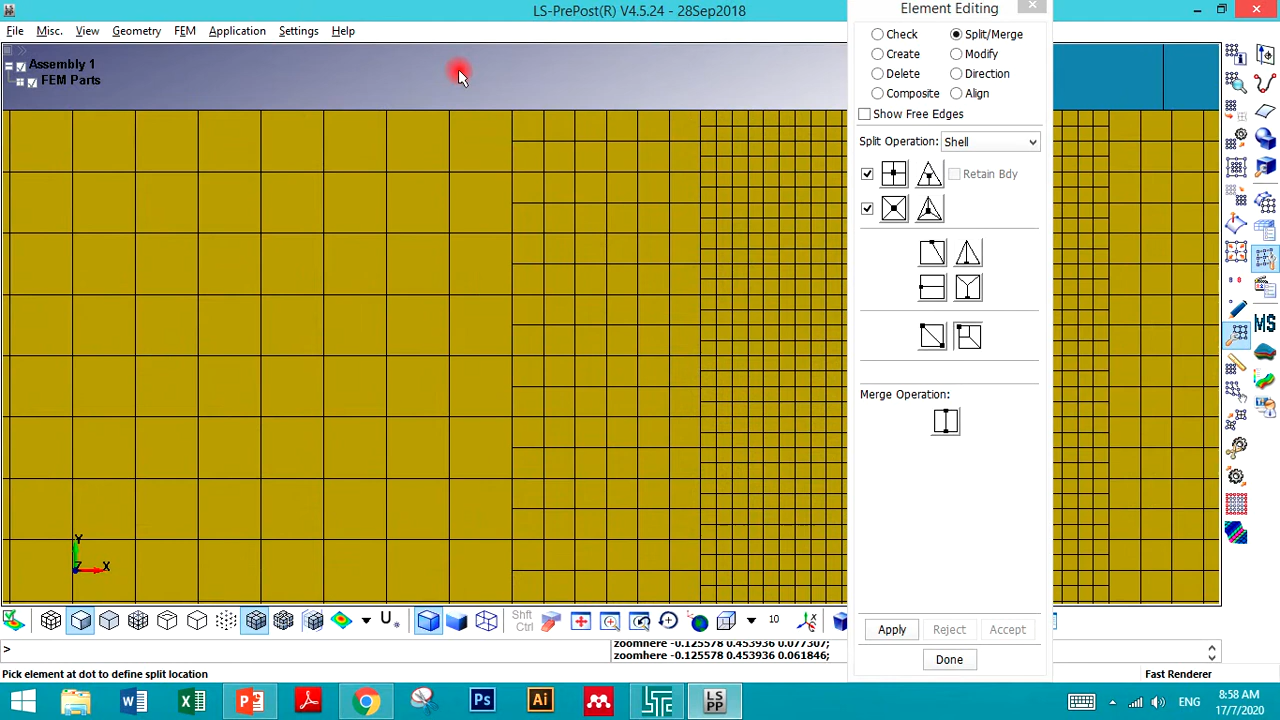 LS-PrePost(R) V4.5.24 - 28Sep2018
File Misc. View Geometry FEM Application Settings Help
Assembly 1
FEM Parts
Element Editing
Check Split/Merge
Create Modify
Delete Direction
Composite Align
Show Free Edges
Split Operation: Shell
Retain Bdy
Merge Operation:
Apply Reject Accept
Done
Y
Z X
U.
Shft
Ctrl
10
MS
zoomhere -0.125578 0.453936 0.077307;
>
zoomhere -0.125578 0.453936 0.061846;
Pick element at dot to define split location
Fast Renderer
Ps
Ai
LS
PP
ENG
8:58 AM
17/7/2020